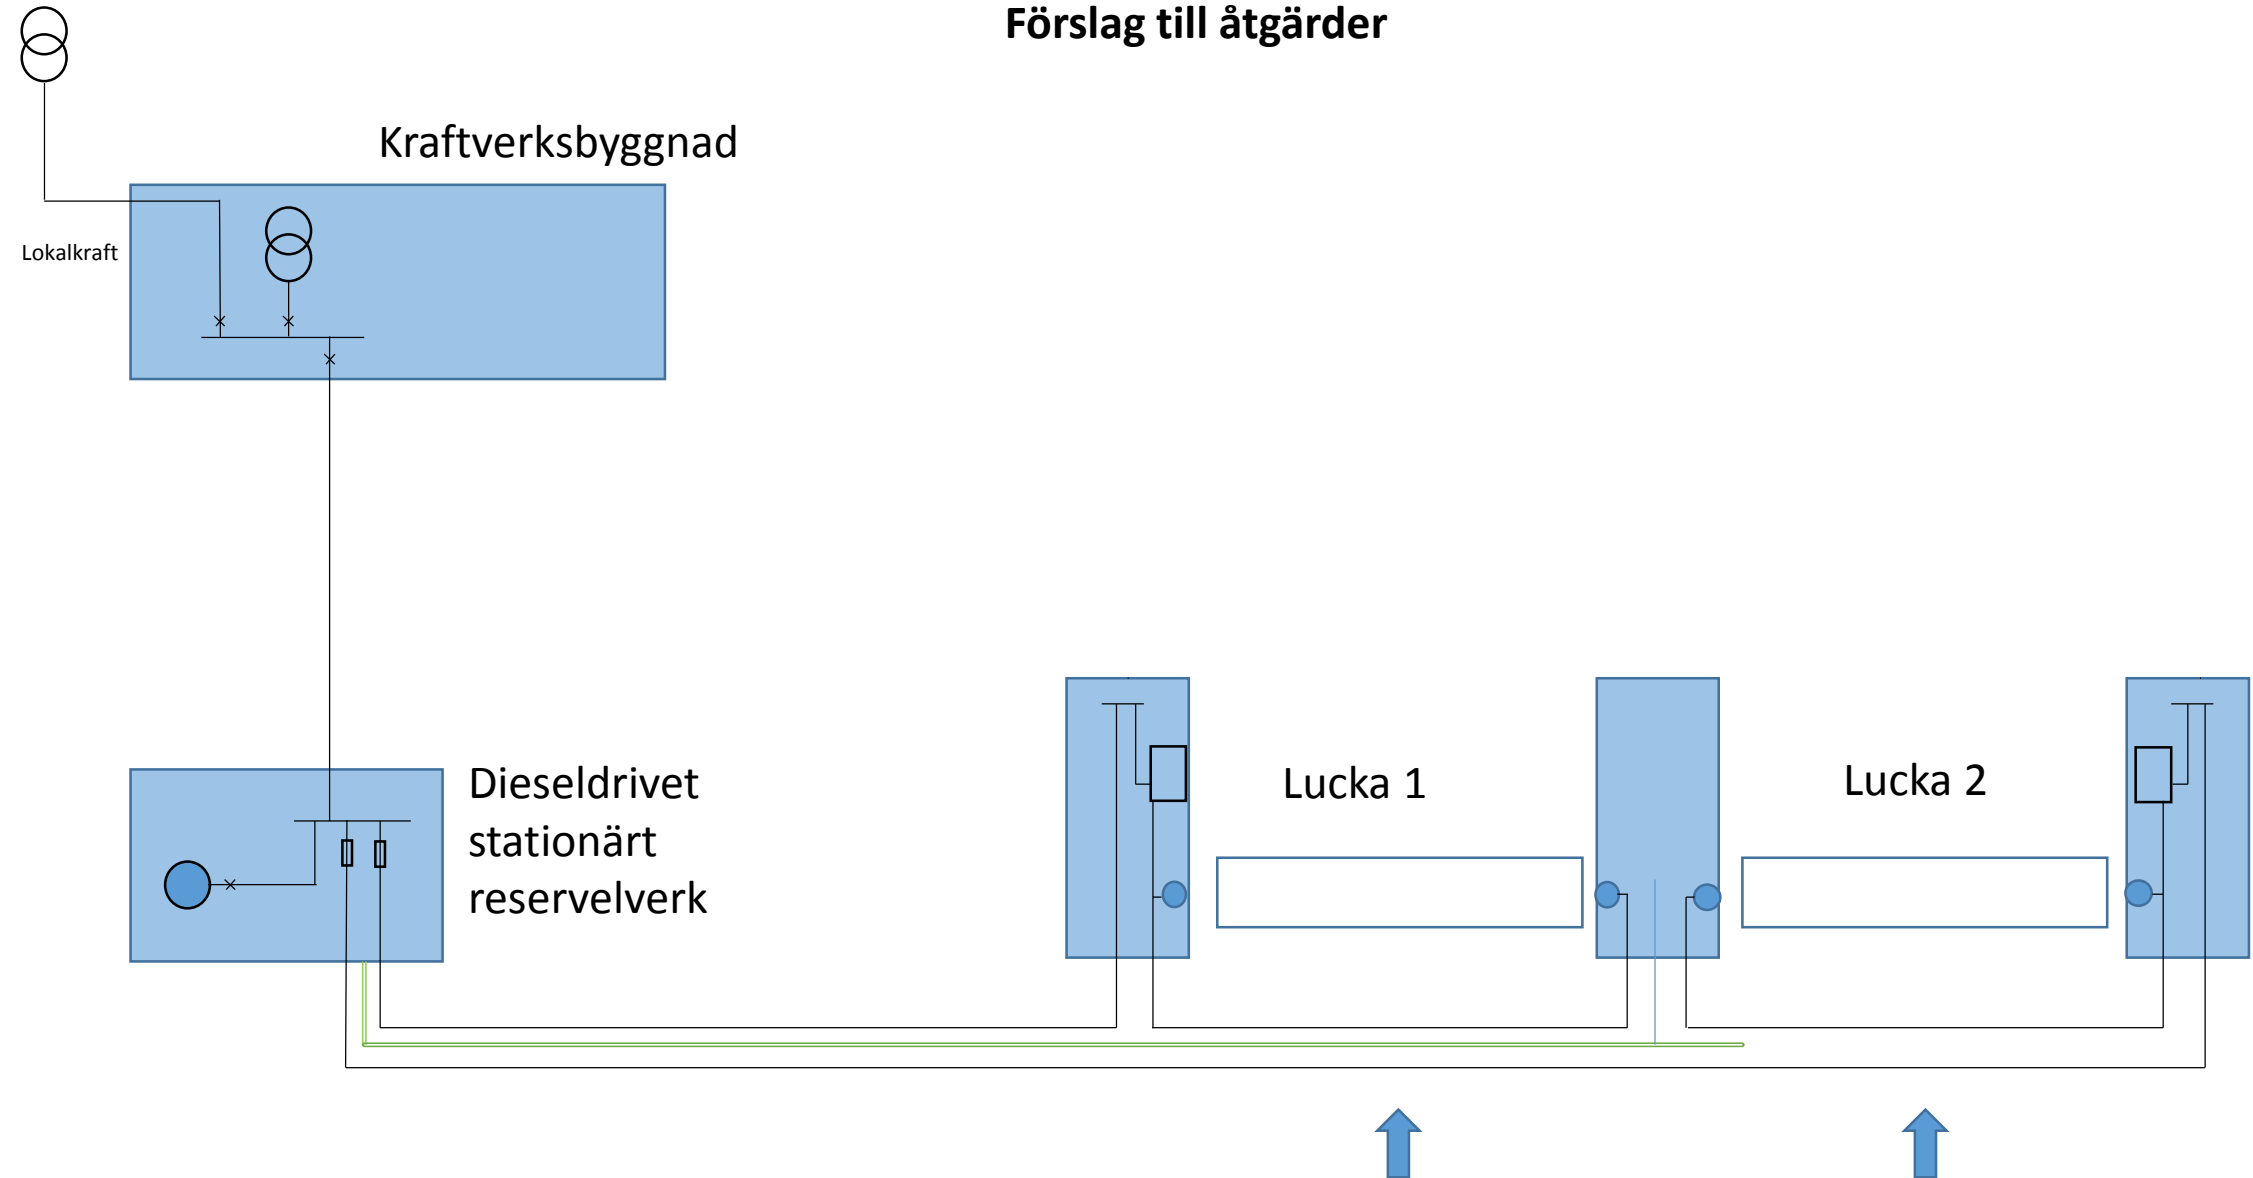 Förslag till åtgärder
Kraftverksbyggnad
Lokalkraft
Dieseldrivet
stationärt
reservelverk
Lucka 1
Lucka 2